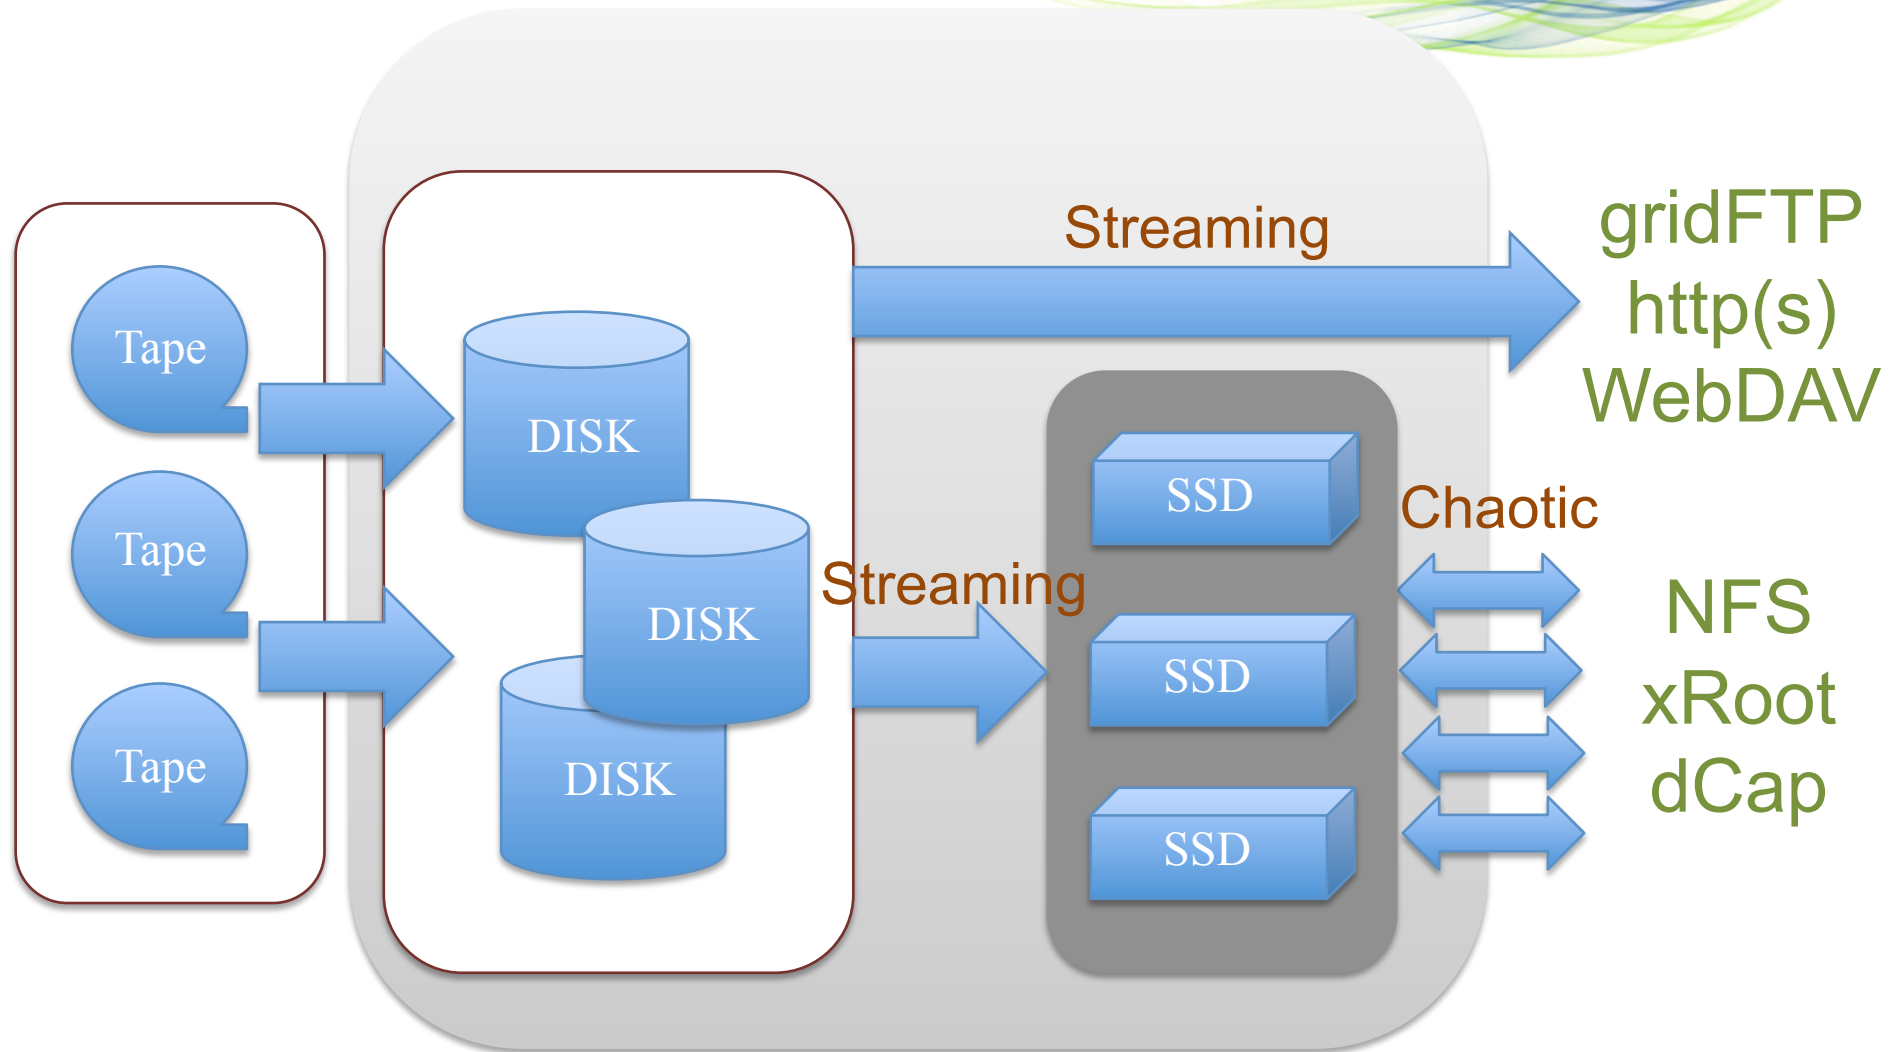 Tape
Tape
Tape
DISK
DISK
DISK
Streaming
Streaming
SSD
SSD
SSD
Chaotic
gridFTP
http(s)
WebDAV
NFS
xRoot
dCap